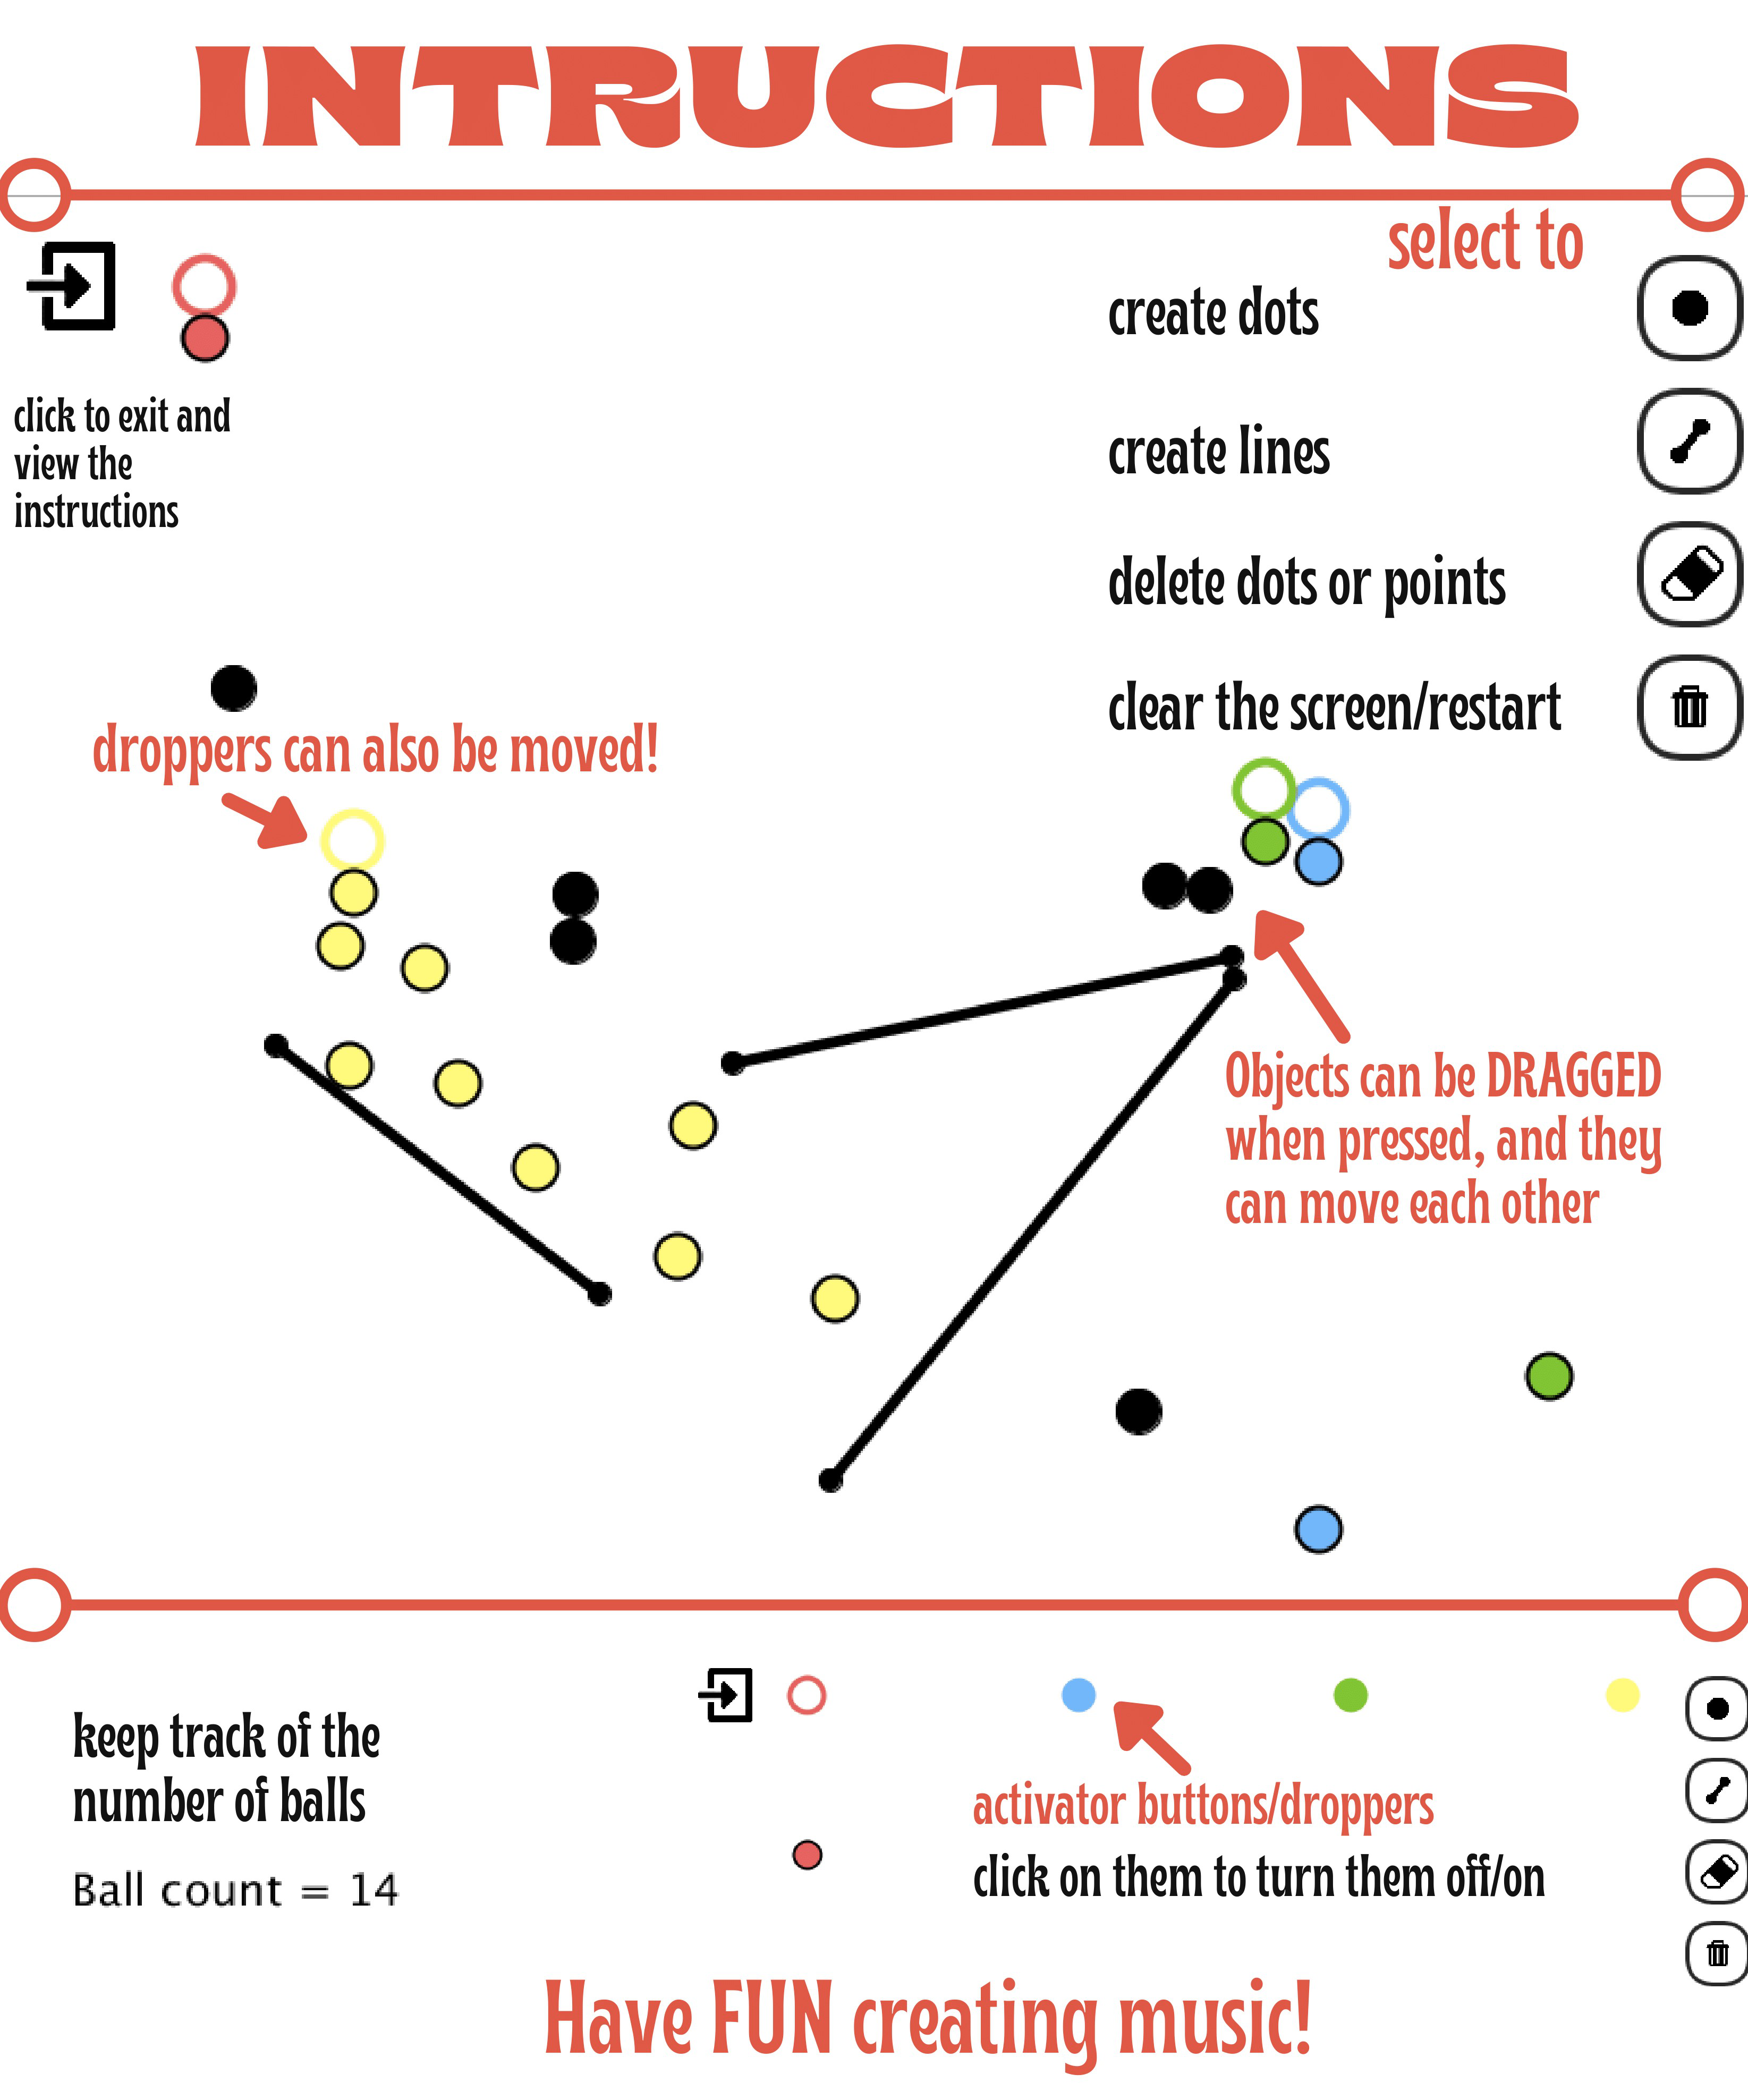 INTRUCTIONS
select to
create dots
click to exit and
view the
instructions
create lines
delete dots or points
clear the screen/restart
droppers can also be moved!
Objects can be DRAGGED
when pressed, and they
can move each other
keep track of the
number of balls
Ball count = 14
activator buttons/droppers
click on them to turn them off/on
Have FUN creating music!